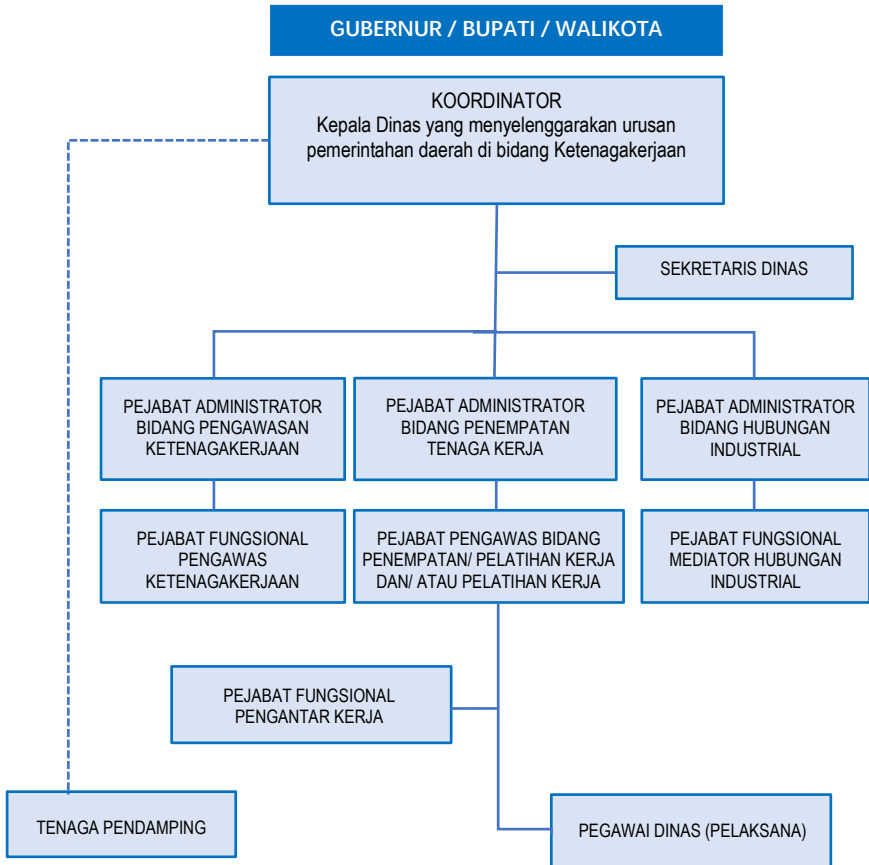 GUBERNUR / BUPATI / WALIKOTA
KOORDINATOR
Kepala Dinas yang menyelenggarakan urusan
pemerintahan daerah di bidang Ketenagakerjaan
SEKRETARIS DINAS
PEJABAT ADMINISTRATOR
BIDANG PENGAWASAN
KETENAGAKERJAAN
PEJABAT ADMINISTRATOR
BIDANG PENEMPATAN
TENAGA KERJA
PEJABAT ADMINISTRATOR
BIDANG HUBUNGAN
INDUSTRIAL
PEJABAT FUNGSIONAL
PENGAWAS
KETENAGAKERJAAN
PEJABAT PENGAWAS BIDANG
PENEMPATAN/ PELATIHAN KERJA
DAN/ ATAU PELATIHAN KERJA
PEJABAT FUNGSIONAL
MEDIATOR HUBUNGAN
INDUSTRIAL
PEJABAT FUNGSIONAL
PENGANTAR KERJA
TENAGA PENDAMPING
PEGAWAI DINAS (PELAKSANA)